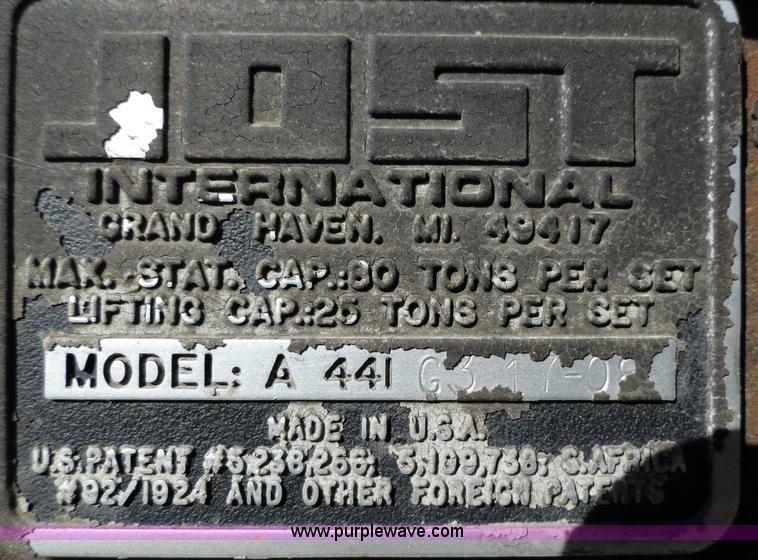 JOST
INTERNATIONAL
GRAND HAVEN, MI. 49417
MAX. STAT. CAP.:80 TONS PER SET
LIFTING CAP.:25 TONS PER SET
MODEL: A 441
MADE IN U.S.A.
U.S. PATENT #5,238,266; 5,109,738; S. AFRICA
#92/1924 AND OTHER FOREIGN PATENTS
www.purplewave.com